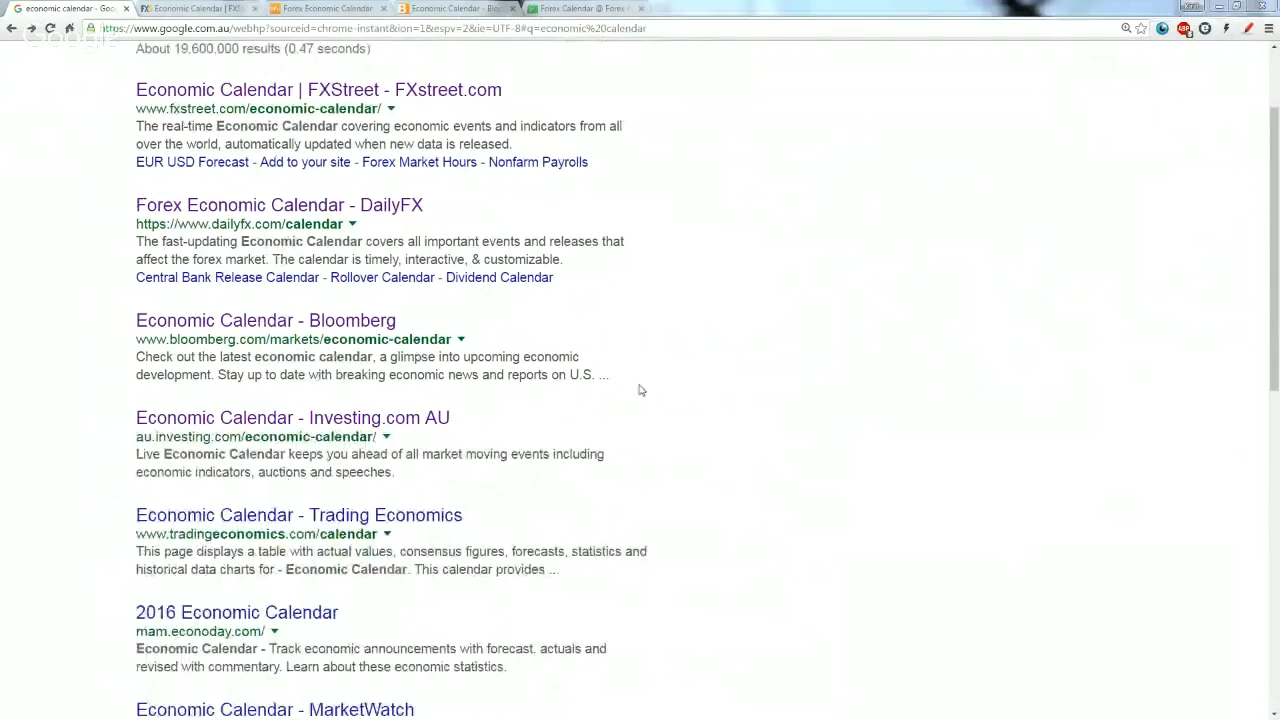 economic calendar - Goo
Economic Calendar | FXS
Forex Economic Calendar
Economic Calendar - Bloo
Forex Calendar @ Forex F
https://www.google.com.au/webhp?sourceid=chrome-instant&ion=1&espv=2&ie=UTF-8#q=economic%20calendar
Google
About 19,600,000 results (0.47 seconds)
Economic Calendar | FXStreet - FXstreet.com
www.fxstreet.com/economic-calendar/
The real-time Economic Calendar covering economic events and indicators from all
over the world, automatically updated when new data is released.
EUR USD Forecast - Add to your site - Forex Market Hours - Nonfarm Payrolls
Forex Economic Calendar - DailyFX
https://www.dailyfx.com/calendar
The fast-updating Economic Calendar covers all important events and releases that
affect the forex market. The calendar is timely, interactive, & customizable.
Central Bank Release Calendar - Rollover Calendar - Dividend Calendar
Economic Calendar - Bloomberg
www.bloomberg.com/markets/economic-calendar
Check out the latest economic calendar, a glimpse into upcoming economic
development. Stay up to date with breaking economic news and reports on U.S. ...
Economic Calendar - Investing.com AU
au.investing.com/economic-calendar/
Live Economic Calendar keeps you ahead of all market moving events including
economic indicators, auctions and speeches.
Economic Calendar - Trading Economics
www.tradingeconomics.com/calendar
This page displays a table with actual values, consensus figures, forecasts, statistics and
historical data charts for - Economic Calendar. This calendar provides ...
2016 Economic Calendar
mam.econoday.com/
Economic Calendar - Track economic announcements with forecast, actuals and
revised with commentary. Learn about these economic statistics.
Economic Calendar - MarketWatch